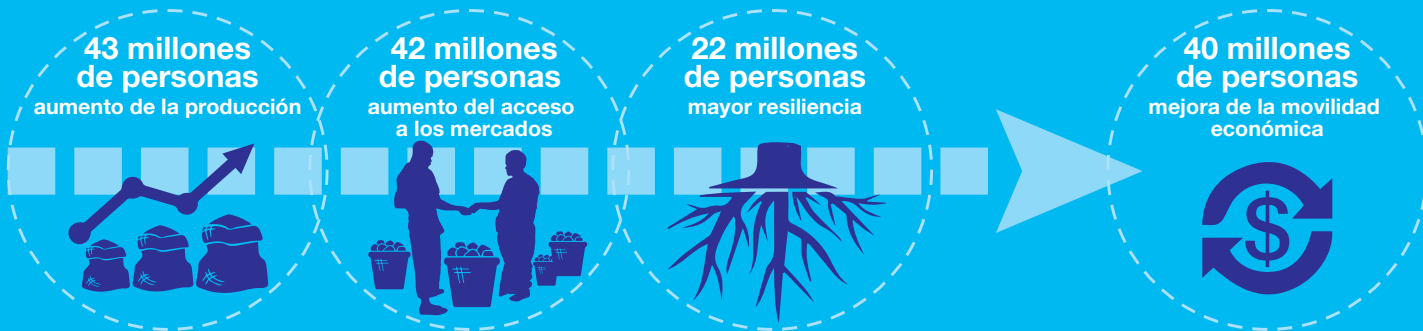 43 millones
de personas
aumento de la producción
42 millones
de personas
aumento del acceso
a los mercados
22 millones
de personas
mayor resiliencia
40 millones
de personas
mejora de la movilidad
económica
$